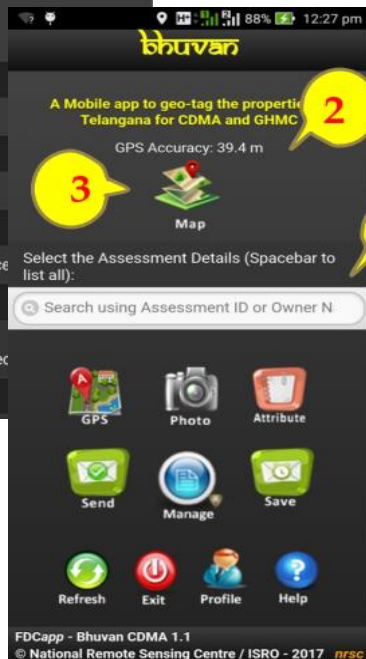 88% 12:27 pm
bhuvan
A Mobile app to geo-tag the
Telangana for CDMA and GHMC
2
GPS Accuracy: 39.4 m
3
Map
Select the Assessment Details (Spacebar to
list all):
Search using Assessment ID or Owner N
GPS Photo Attribute
Send Manage Save
Refresh Exit Profile Help
FDCapp - Bhuvan CDMA 1.1
© National Remote Sensing Centre / ISRO - 2017 nrsc